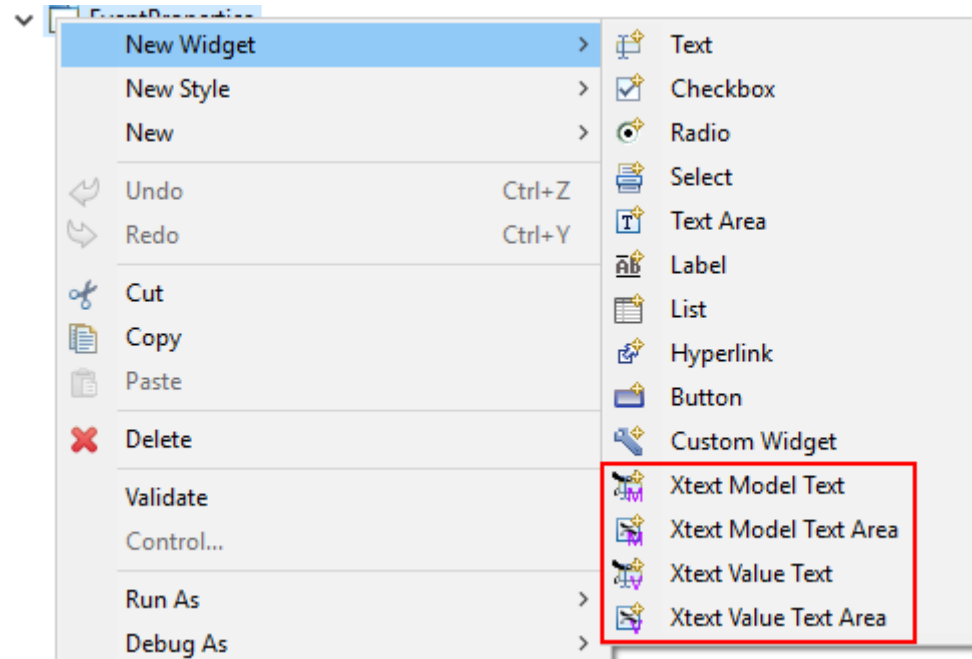 EventProperties
New Widget
New Style
New
Undo Ctrl+Z
Redo Ctrl+Y
Cut
Copy
Paste
Delete
Validate
Control...
Run As
Debug As
Text
Checkbox
Radio
Select
Text Area
Label
List
Hyperlink
Button
Custom Widget
Xtext Model Text
Xtext Model Text Area
Xtext Value Text
Xtext Value Text Area